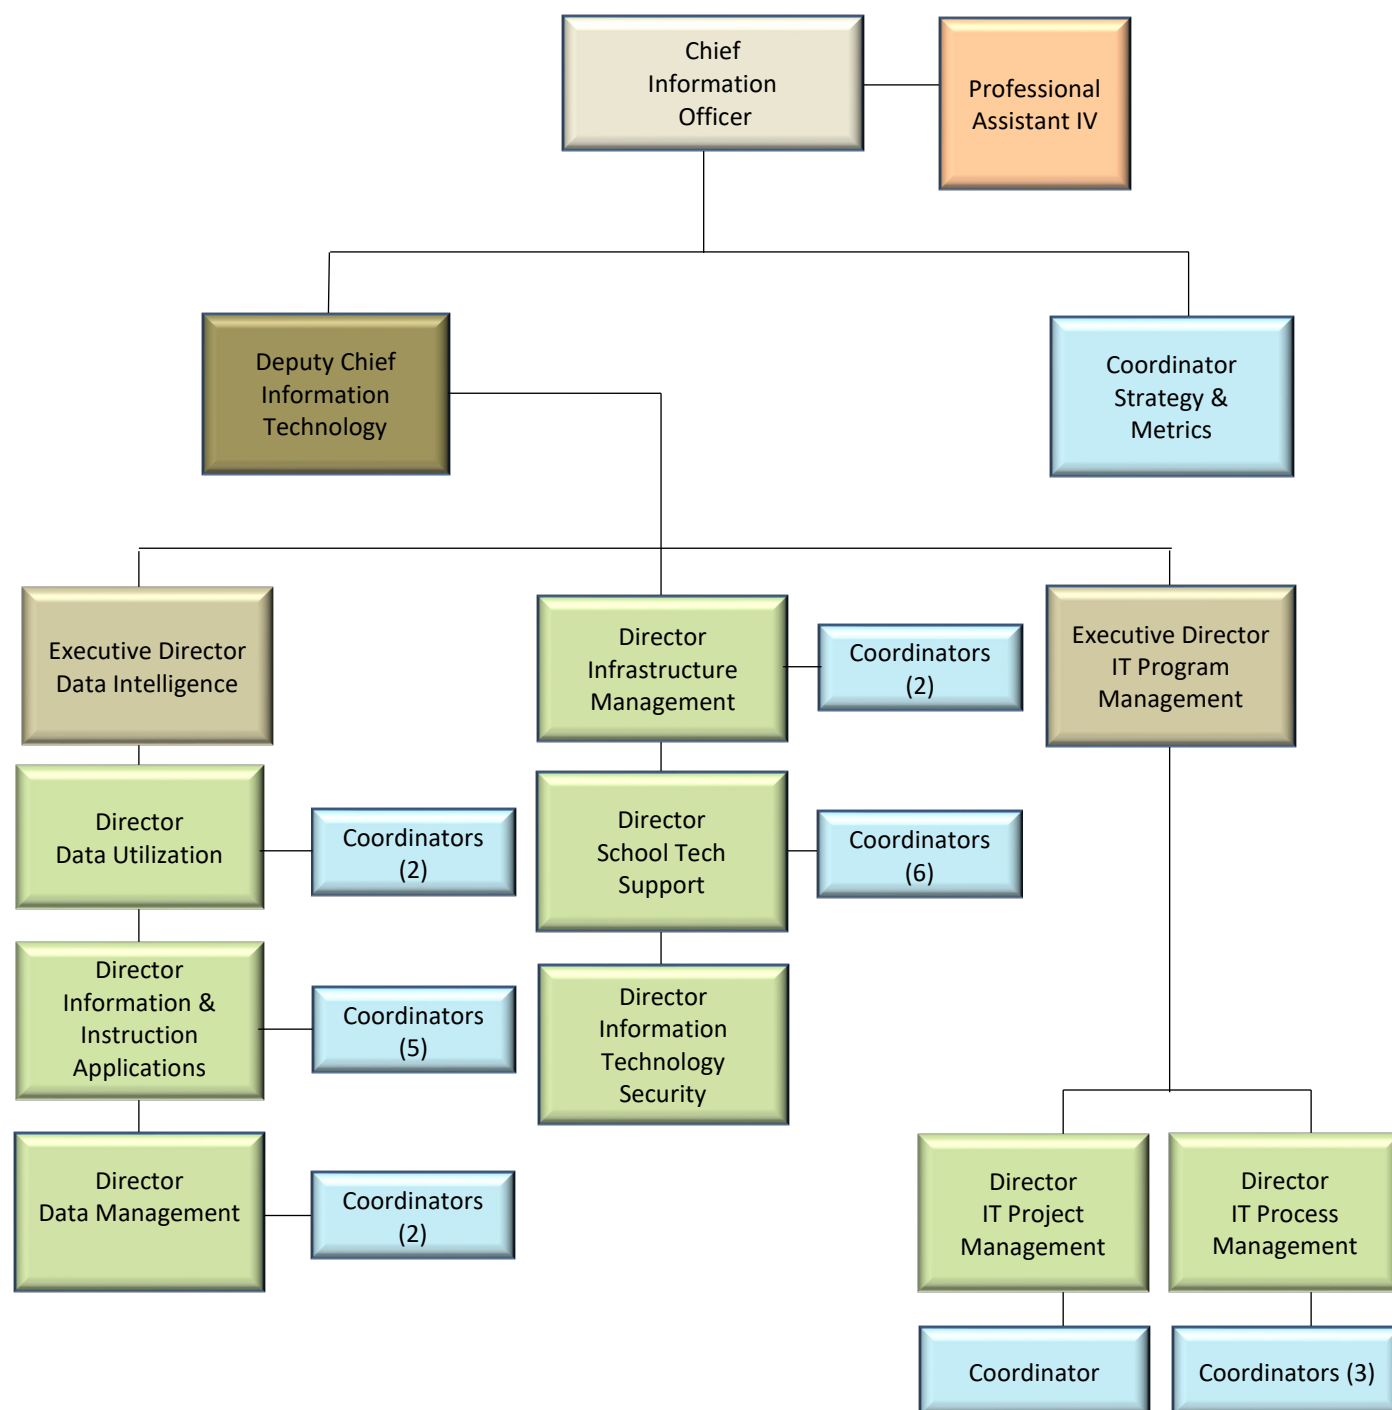 Chief
Information
Officer
Professional
Assistant IV
Deputy Chief
Information
Technology
Coordinator
Strategy &
Metrics
Executive Director
Data Intelligence
Director
Infrastructure
Management
Coordinators
(2)
Executive Director
IT Program
Management
Director
Data Utilization
Coordinators
(2)
Director
School Tech
Support
Coordinators
(6)
Director
Information &
Instruction
Applications
Coordinators
(5)
Director
Information
Technology
Security
Director
Data Management
Coordinators
(2)
Director
IT Project
Management
Director
IT Process
Management
Coordinator
Coordinators (3)